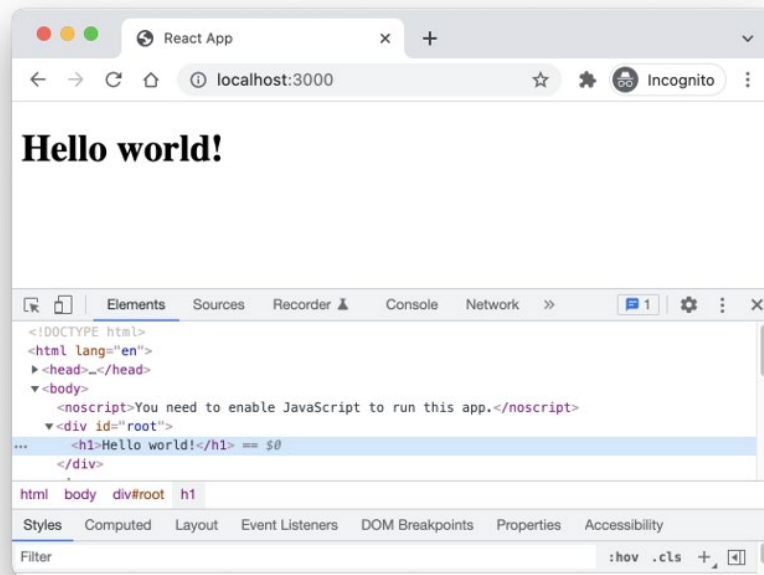 React App
localhost:3000
Incognito
Hello world!
Elements Sources Recorder Console Network » 1
<!DOCTYPE html>
<html lang="en">
<head>…</head>
<body>
<noscript>You need to enable JavaScript to run this app.</noscript>
<div id="root">
… <h1>Hello world!</h1> == $0
</div>
html body div#root h1
Styles Computed Layout Event Listeners DOM Breakpoints Properties Accessibility
Filter :hov .cls +